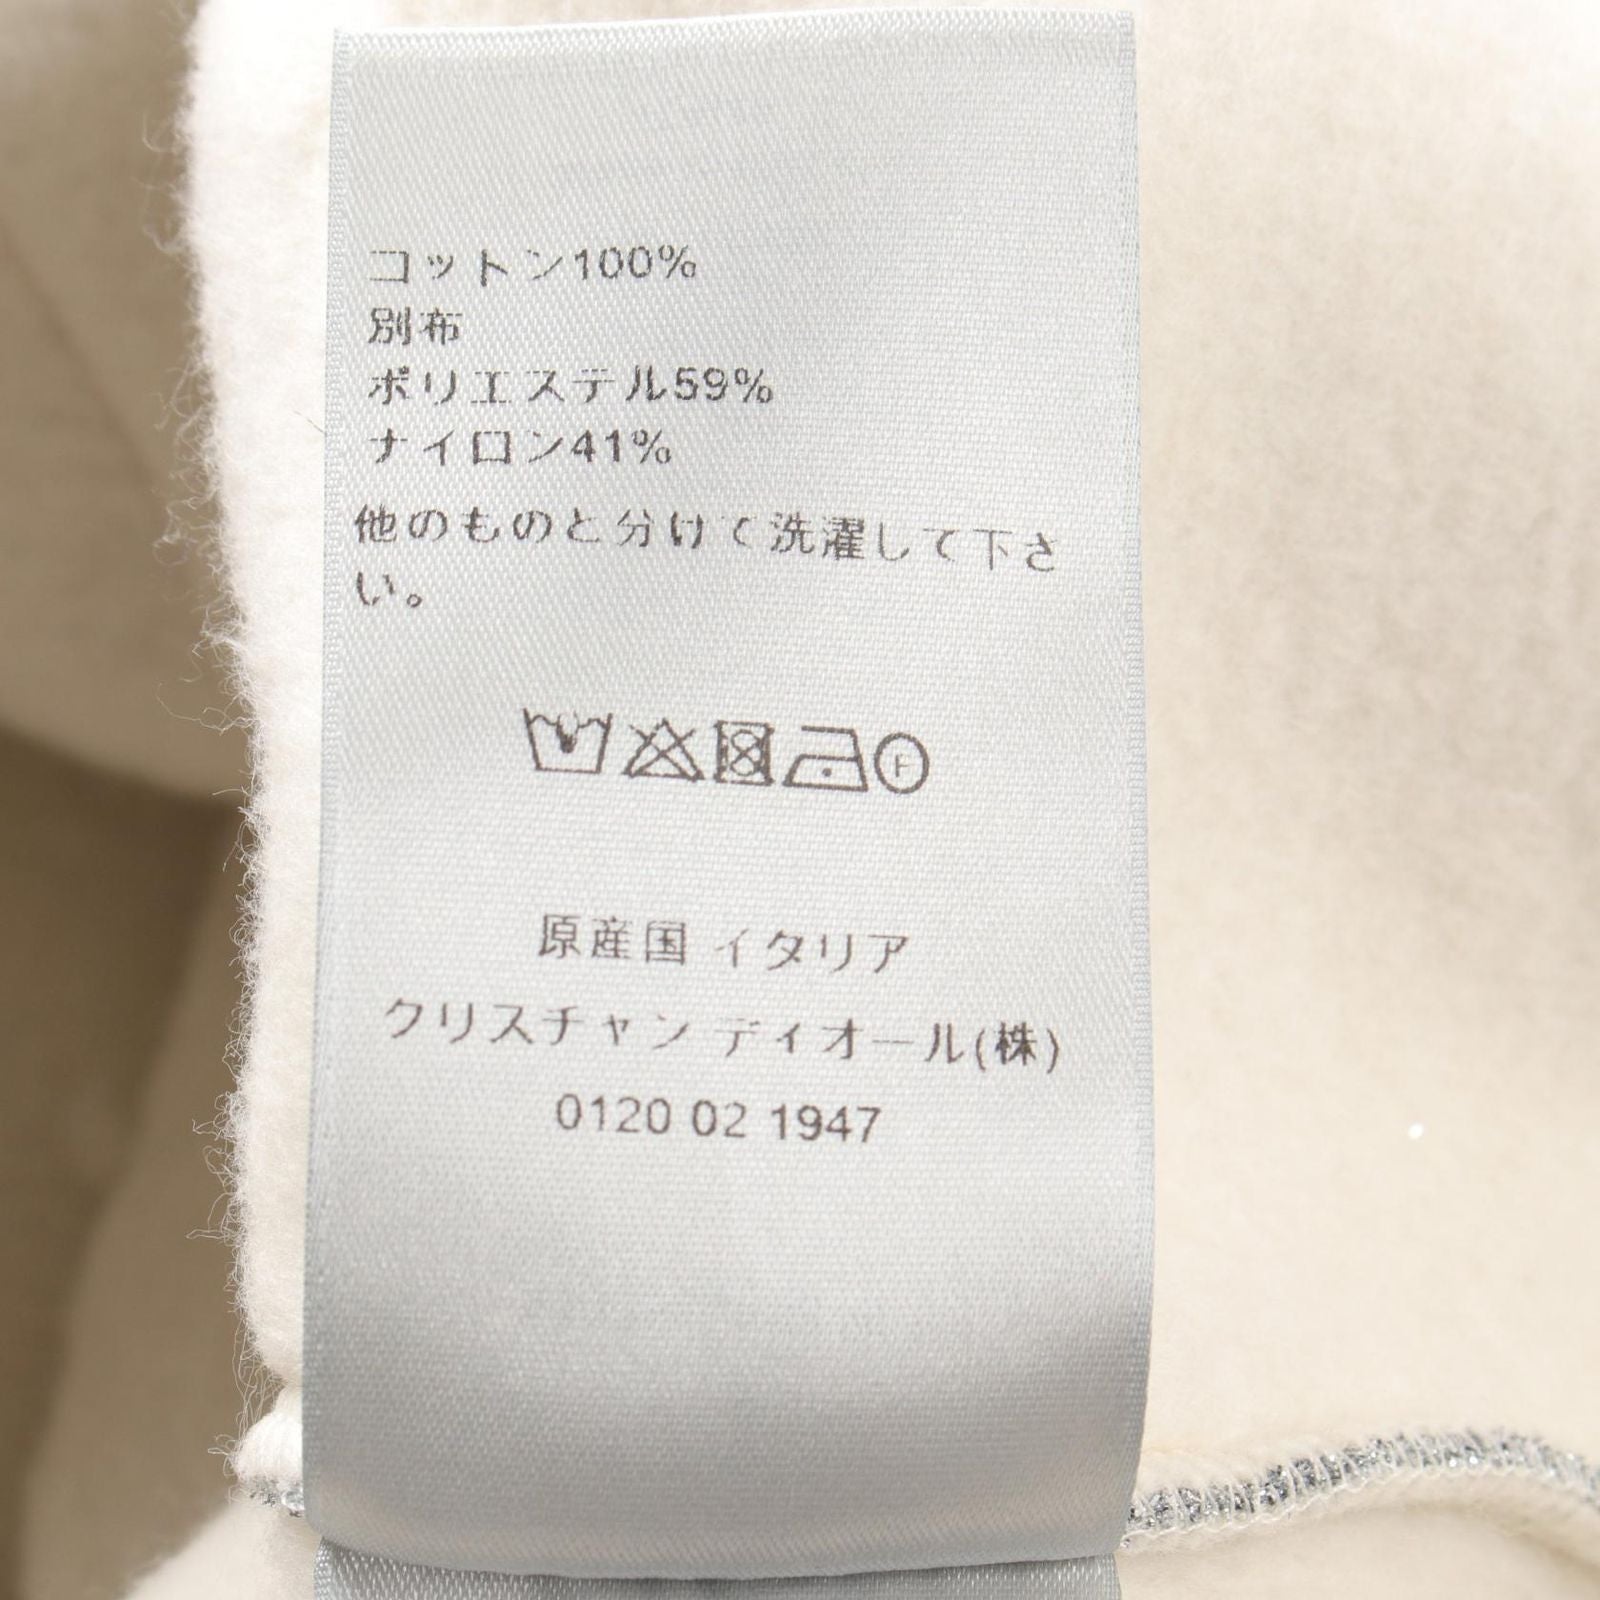 コットン100%
別布
ポリエステル59%
ナイロン41%
他のものと分けて洗濯して下さ
い。
F
原産国 イタリア
クリスチャン ディオール(株)
0120 02 1947